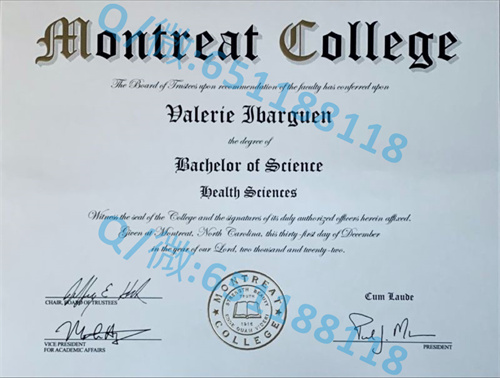 Montreat College
The Board of Trustees upon recommendation of the faculty has conferred upon
Valerie Ibarguen
the degree of
Bachelor of Science
Health Sciences
Witness the seal of the College and the signatures of its duly authorized officers herein affixed.
Given at Montreat, North Carolina, this thirty-first day of December
in the year of our Lord, two thousand and twenty-two.
CHAIR, BOARD OF TRUSTEES
VICE PRESIDENT
FOR ACADEMIC AFFAIRS
MONTREAT
COLLEGE
1916
Cum Laude
PRESIDENT
Q/微:651188118
Q/微:651188118